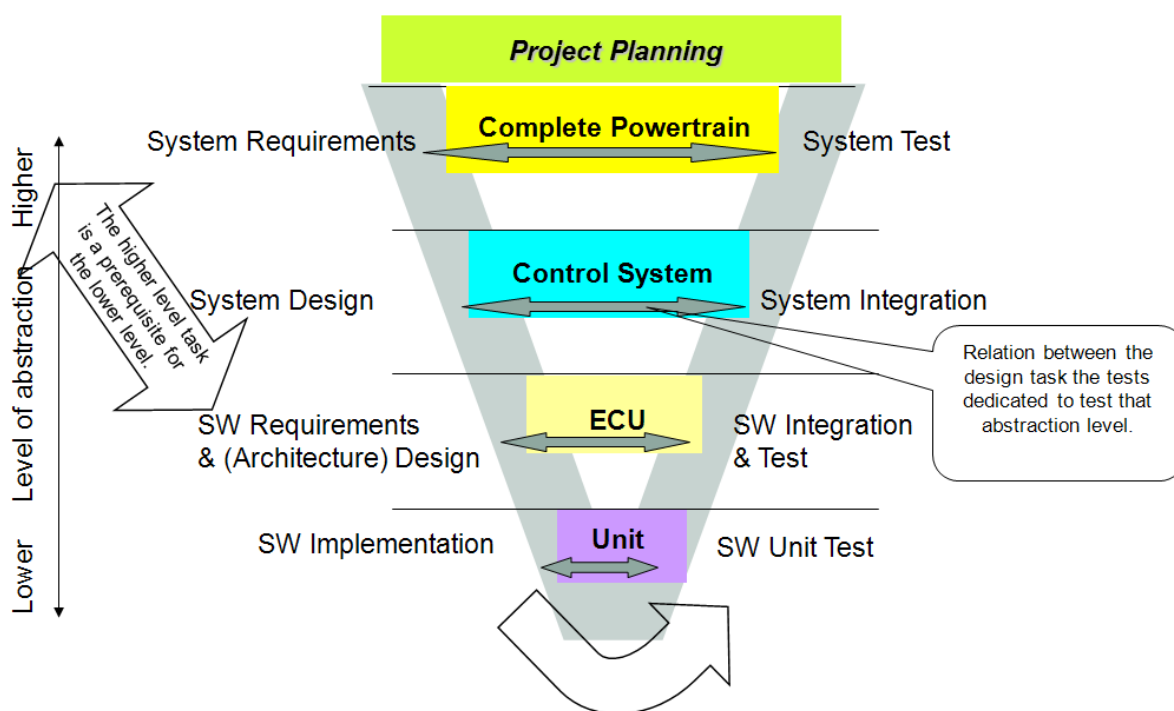 Project Planning
Complete Powertrain
System Requirements
System Test
Higher
The higher level task
is a prerequisite for
the lower level.
Control System
System Design
System Integration
Level of abstraction
Relation between the
design task the tests
dedicated to test that
abstraction level.
ECU
SW Requirements
& (Architecture) Design
SW Integration
& Test
Unit
SW Implementation
SW Unit Test
Lower